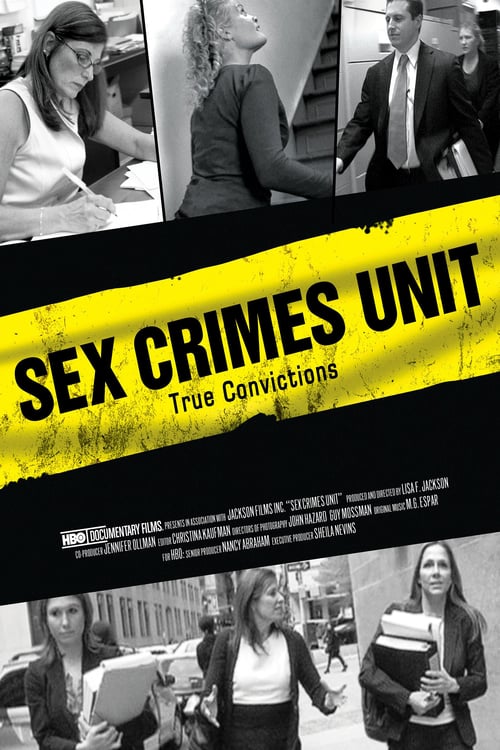 SEX CRIMES UNIT
True Convictions
HBO DOCUMENTARY FILMS. PRESENTS IN ASSOCIATION WITH JACKSON FILMS INC. "SEX CRIMES UNIT" PRODUCED AND DIRECTED BY LISA F. JACKSON
CO-PRODUCER JENNIFER OLLMAN EDITOR CHRISTINA KAUFMAN DIRECTORS OF PHOTOGRAPHY JOHN HAZARD GUY MOSSMAN ORIGINAL MUSIC M.G. ESPAR
FOR HBO: SENIOR PRODUCER NANCY ABRAHAM EXECUTIVE PRODUCER SHEILA NEVINS